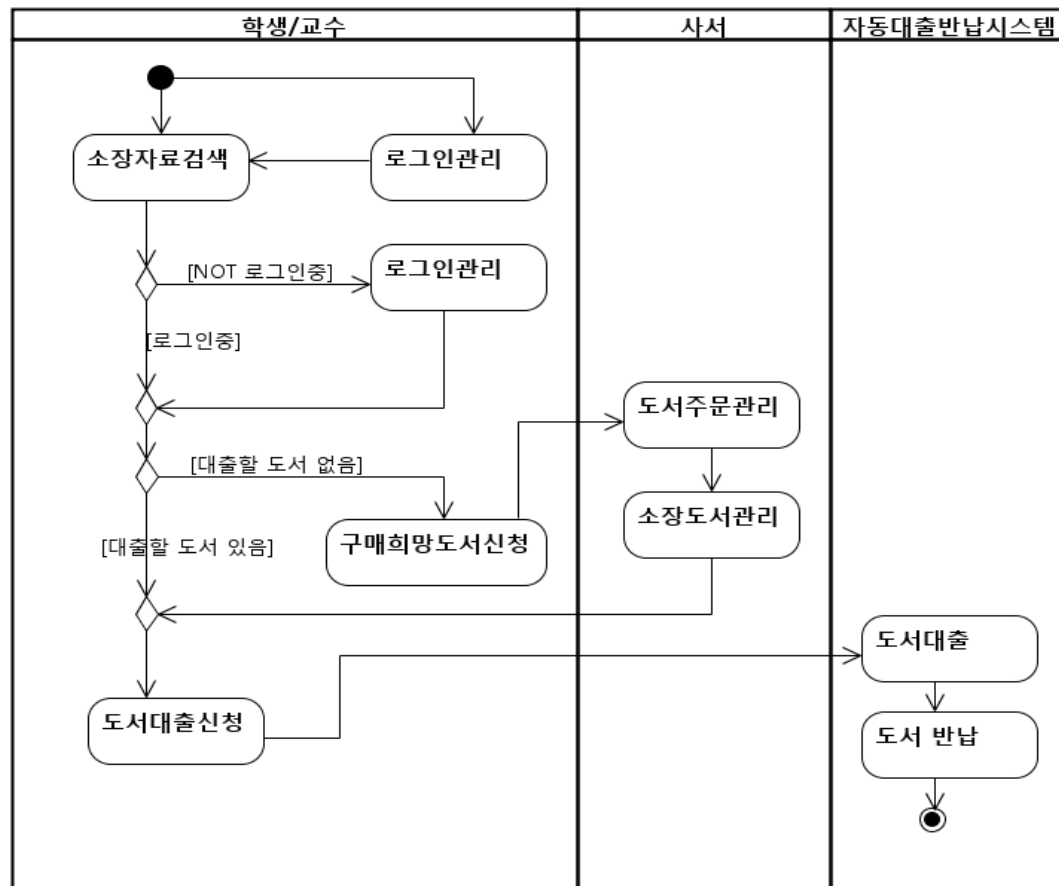 학생/교수
사서
자동대출반납시스템
소장자료검색
로그인관리
[NOT 로그인중]
로그인관리
[로그인중]
도서주문관리
[대출할 도서 없음]
소장도서관리
구매희망도서신청
[대출할 도서 있음]
도서대출
도서대출신청
도서 반납